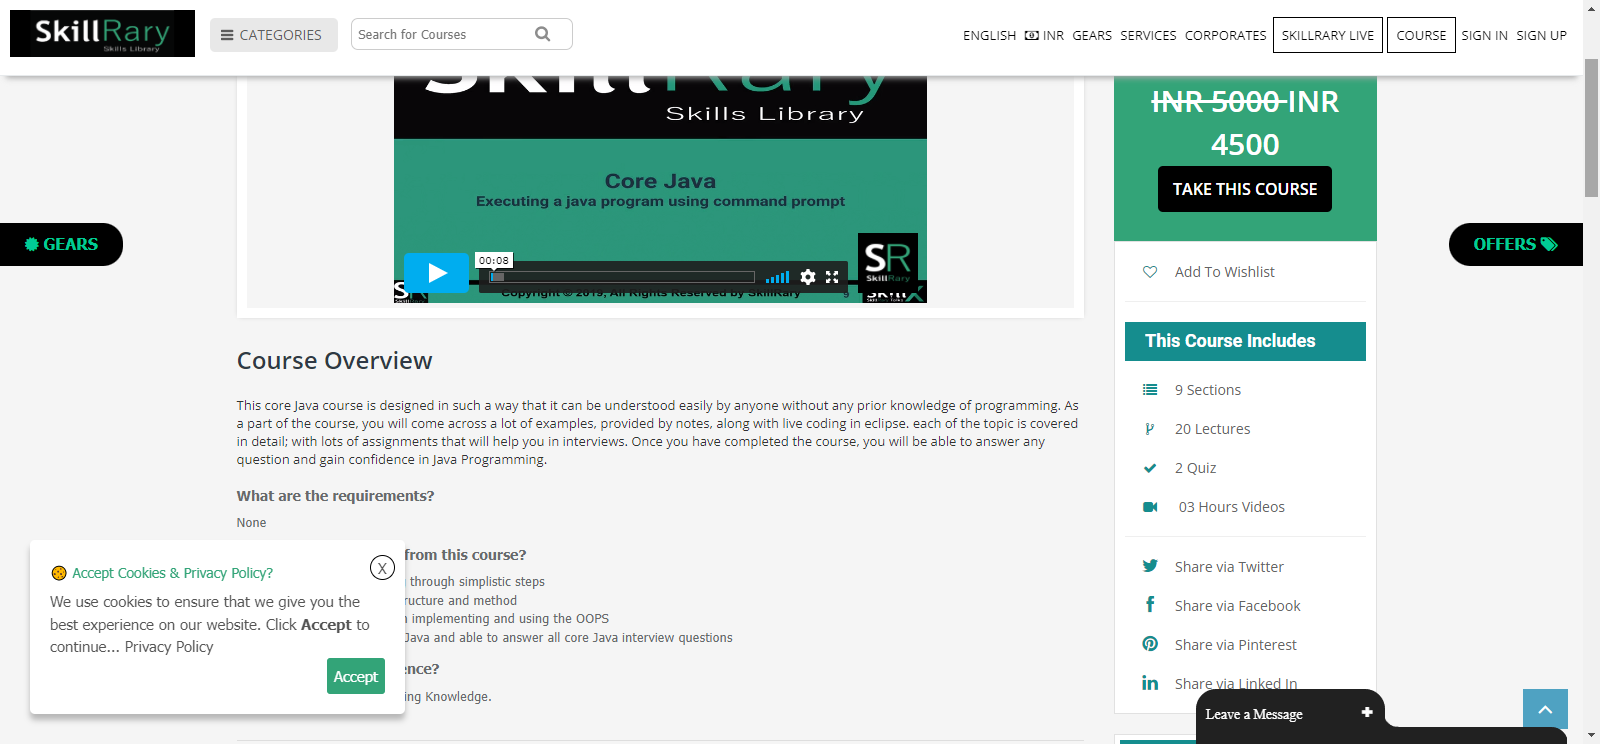 SkillRary
Skills Library
CATEGORIES
Search for Courses
ENGLISH INR GEARS SERVICES CORPORATES SKILLRARY LIVE COURSE SIGN IN SIGN UP
SkillRary
Skills Library
Core Java
Executing a java program using command prompt
00:08
SR
SkillRary
Copyright © 2019, All Rights Reserved by SkillRary 9
INR 5000 INR
4500
TAKE THIS COURSE
GEARS
OFFERS
Add To Wishlist
This Course Includes
9 Sections
20 Lectures
2 Quiz
03 Hours Videos
Share via Twitter
Share via Facebook
Share via Pinterest
Share via Linked In
Course Overview
This core Java course is designed in such a way that it can be understood easily by anyone without any prior knowledge of programming. As
a part of the course, you will come across a lot of examples, provided by notes, along with live coding in eclipse. each of the topic is covered
in detail; with lots of assignments that will help you in interviews. Once you have completed the course, you will be able to answer any
question and gain confidence in Java Programming.
What are the requirements?
None
from this course?
through simplistic steps
ructure and method
implementing and using the OOPS
Java and able to answer all core Java interview questions
ence?
ing Knowledge.
Accept Cookies & Privacy Policy?
X
We use cookies to ensure that we give you the
best experience on our website. Click Accept to
continue... Privacy Policy
Accept
Leave a Message